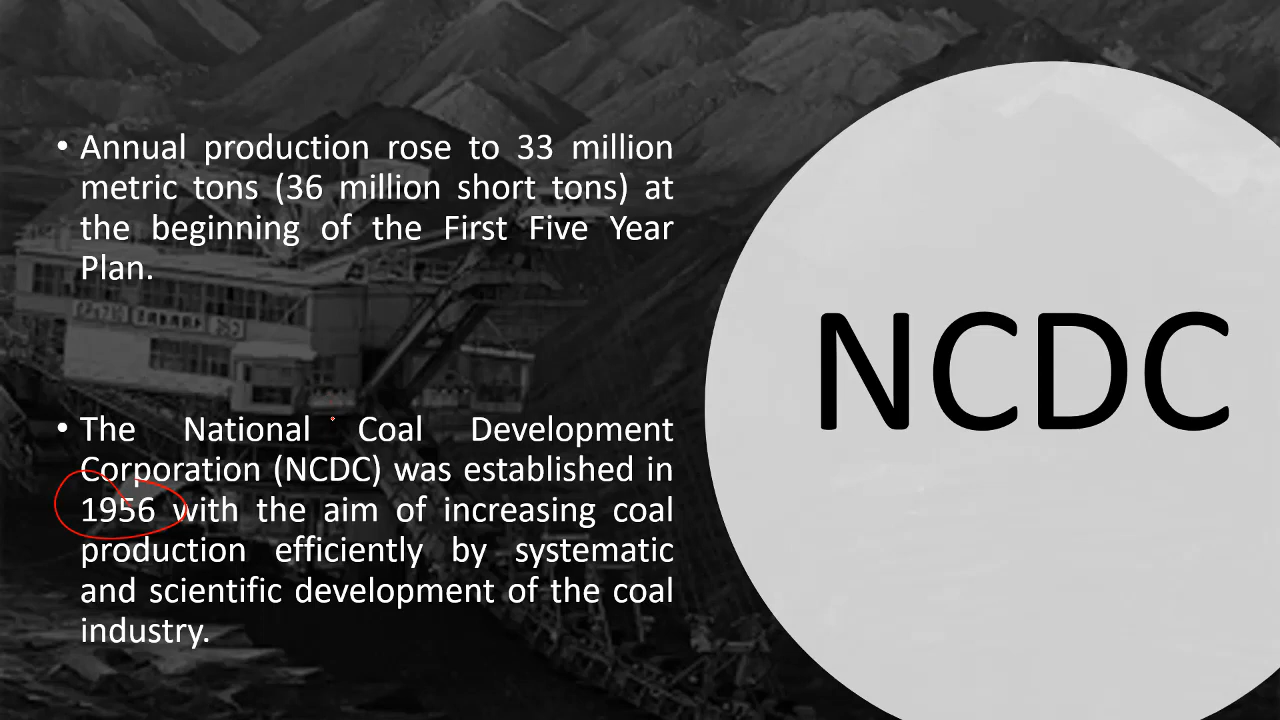 • Annual production rose to 33 million
metric tons (36 million short tons) at
the beginning of the First Five Year
Plan.
• The National Coal Development
Corporation (NCDC) was established in
1956 with the aim of increasing coal
production efficiently by systematic
and scientific development of the coal
industry.
NCDC